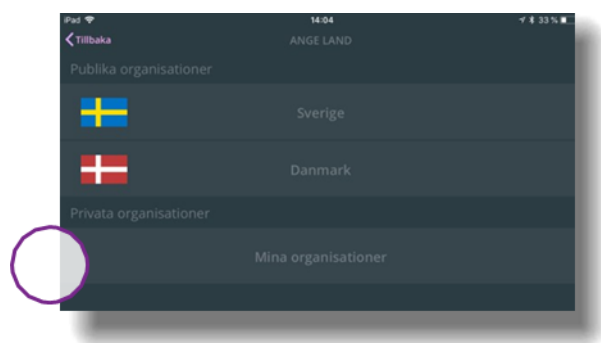 iPad 14:04 33 %
Tillbaka ANGE LAND
Publika organisationer
Sverige
Danmark
Privata organisationer
Mina organisationer